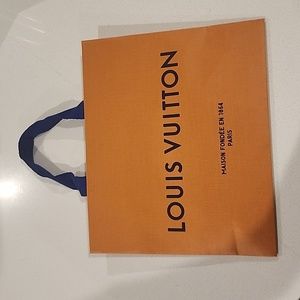 LOUIS VUITTON
MAISON FONDÉE EN 1854
PARIS